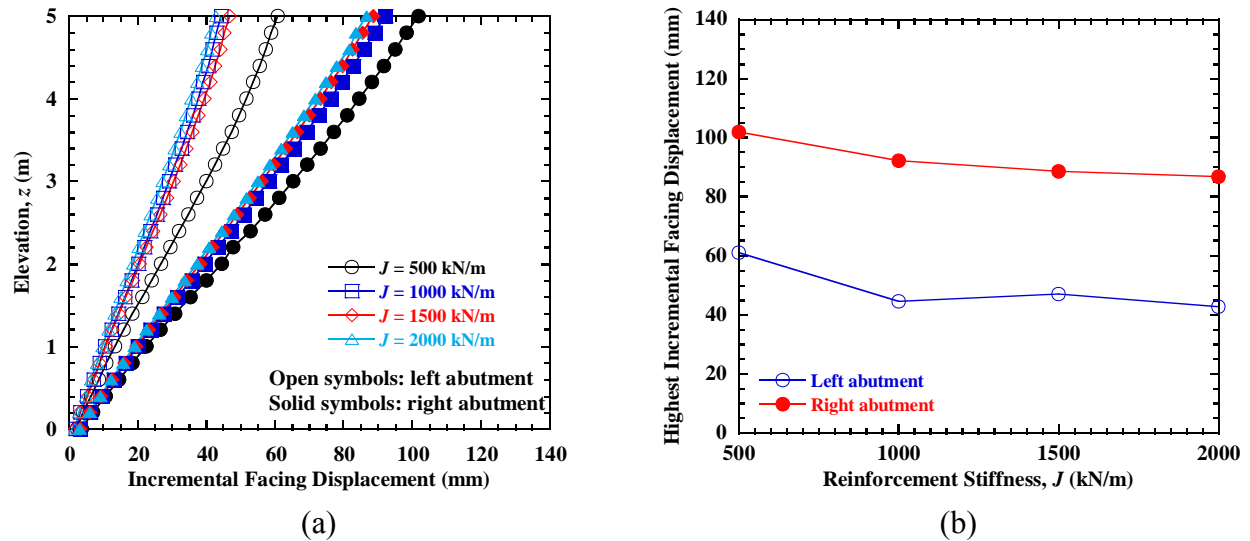 5
4
3
2
1
0
Elevation, z (m)
J = 500 kN/m
J = 1000 kN/m
J = 1500 kN/m
J = 2000 kN/m
Open symbols: left abutment
Solid symbols: right abutment
0 20 40 60 80 100 120 140
Incremental Facing Displacement (mm)
(a)
140
120
100
80
60
40
20
0
Highest Incremental Facing Displacement (mm)
Left abutment
Right abutment
500 1000 1500 2000
Reinforcement Stiffness, J (kN/m)
(b)